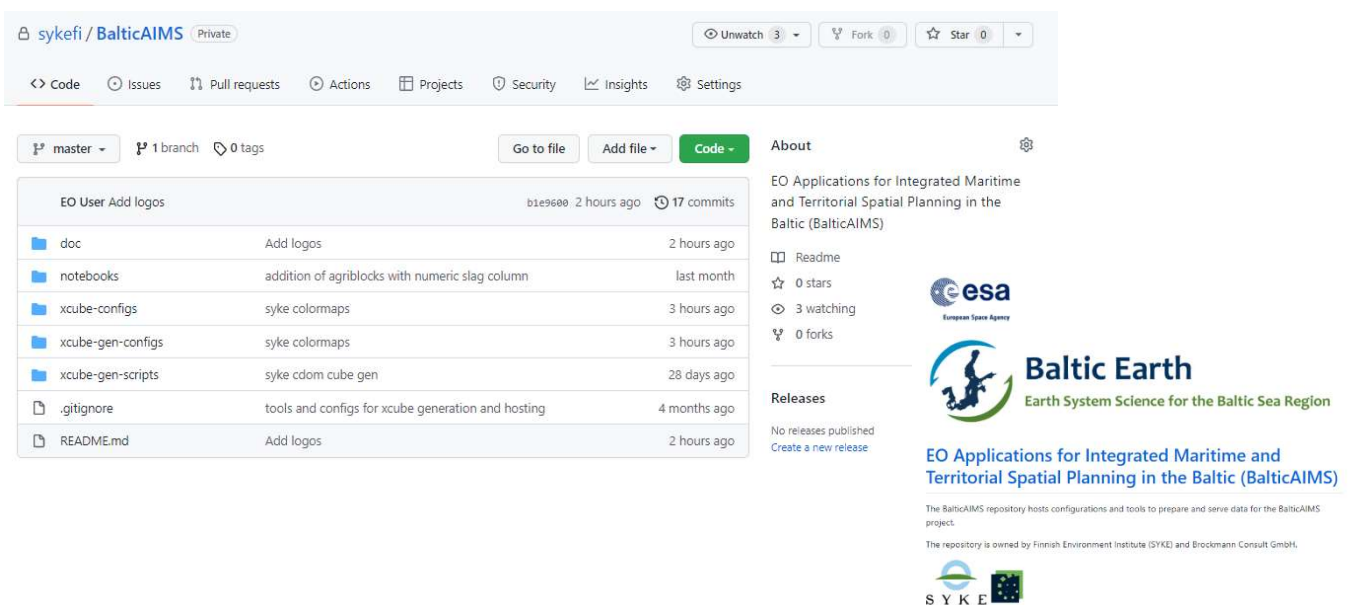 sykefi / BalticAIMS Private
Unwatch 3 Fork 0 Star 0
Code Issues Pull requests Actions Projects Security Insights Settings
master 1 branch 0 tags Go to file Add file Code
EO User Add logos b1e9600 2 hours ago 17 commits
doc Add logos 2 hours ago
notebooks addition of agriblocks with numeric slag column last month
xcube-configs syke colormaps 3 hours ago
xcube-gen-configs syke colormaps 3 hours ago
xcube-gen-scripts syke cdom cube gen 28 days ago
.gitignore tools and configs for xcube generation and hosting 4 months ago
README.md Add logos 2 hours ago
About
EO Applications for Integrated Maritime
and Territorial Spatial Planning in the
Baltic (BalticAIMS)
Readme
0 stars
3 watching
0 forks
Releases
No releases published
Create a new release
esa
European Space Agency
Baltic Earth
Earth System Science for the Baltic Sea Region
EO Applications for Integrated Maritime and
Territorial Spatial Planning in the Baltic (BalticAIMS)
The BalticAIMS repository hosts configurations and tools to prepare and serve data for the BalticAIMS
project.
The repository is owned by Finnish Environment Institute (SYKE) and Brockmann Consult GmbH.
SYKE